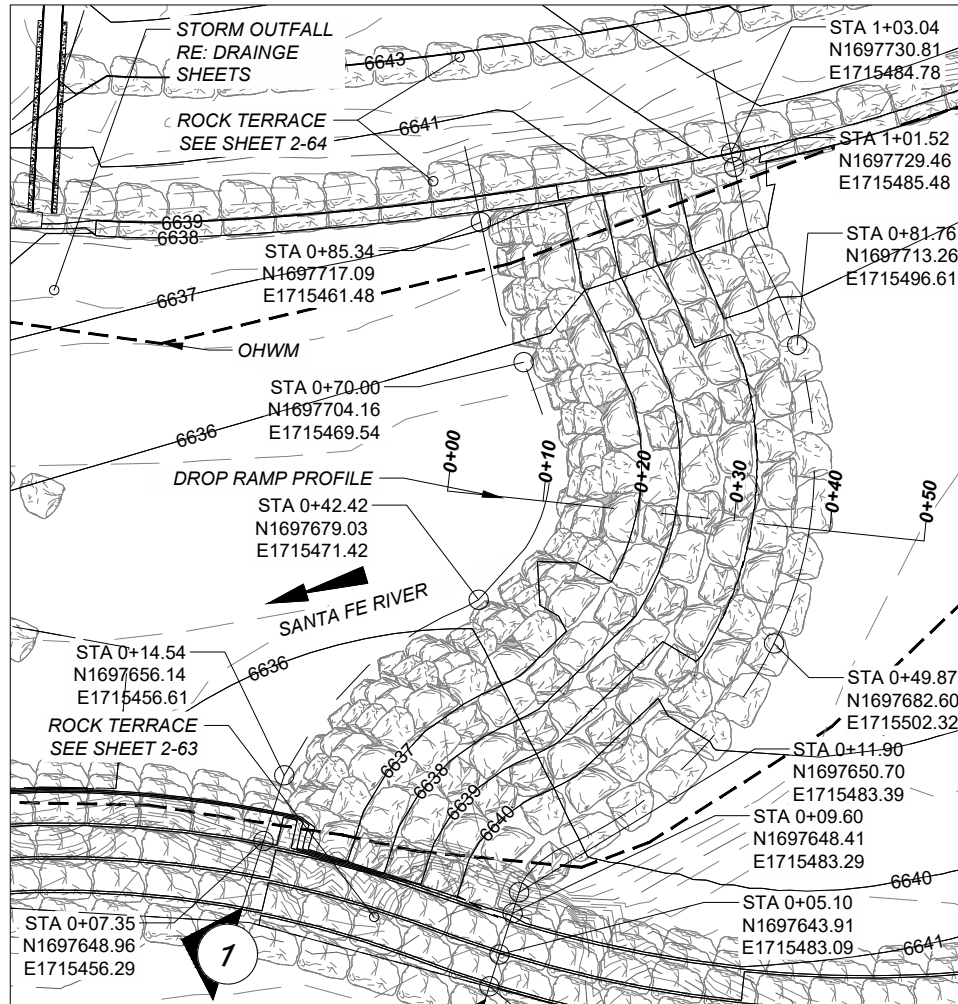 STORM OUTFALL
RE: DRAINGE
SHEETS
6643
STA 1+03.04
N1697730.81
E1715484.78
ROCK TERRACE
SEE SHEET 2-64
6641
STA 1+01.52
N1697729.46
E1715485.48
6639
6638
STA 0+85.34
N1697717.09
E1715461.48
STA 0+81.76
N1697713.26
E1715496.61
6637
OHWM
STA 0+70.00
N1697704.16
E1715469.54
6636
DROP RAMP PROFILE
0+00
0+10
0+20
0+30
0+40
0+50
STA 0+42.42
N1697679.03
E1715471.42
SANTA FE RIVER
STA 0+14.54
N1697656.14
E1715456.61
6636
STA 0+49.87
N1697682.60
E1715502.32
ROCK TERRACE
SEE SHEET 2-63
6637
6638
6639
6640
STA 0+11.90
N1697650.70
E1715483.39
STA 0+09.60
N1697648.41
E1715483.29
6640
STA 0+07.35
N1697648.96
E1715456.29
1
STA 0+05.10
N1697643.91
E1715483.09
6641